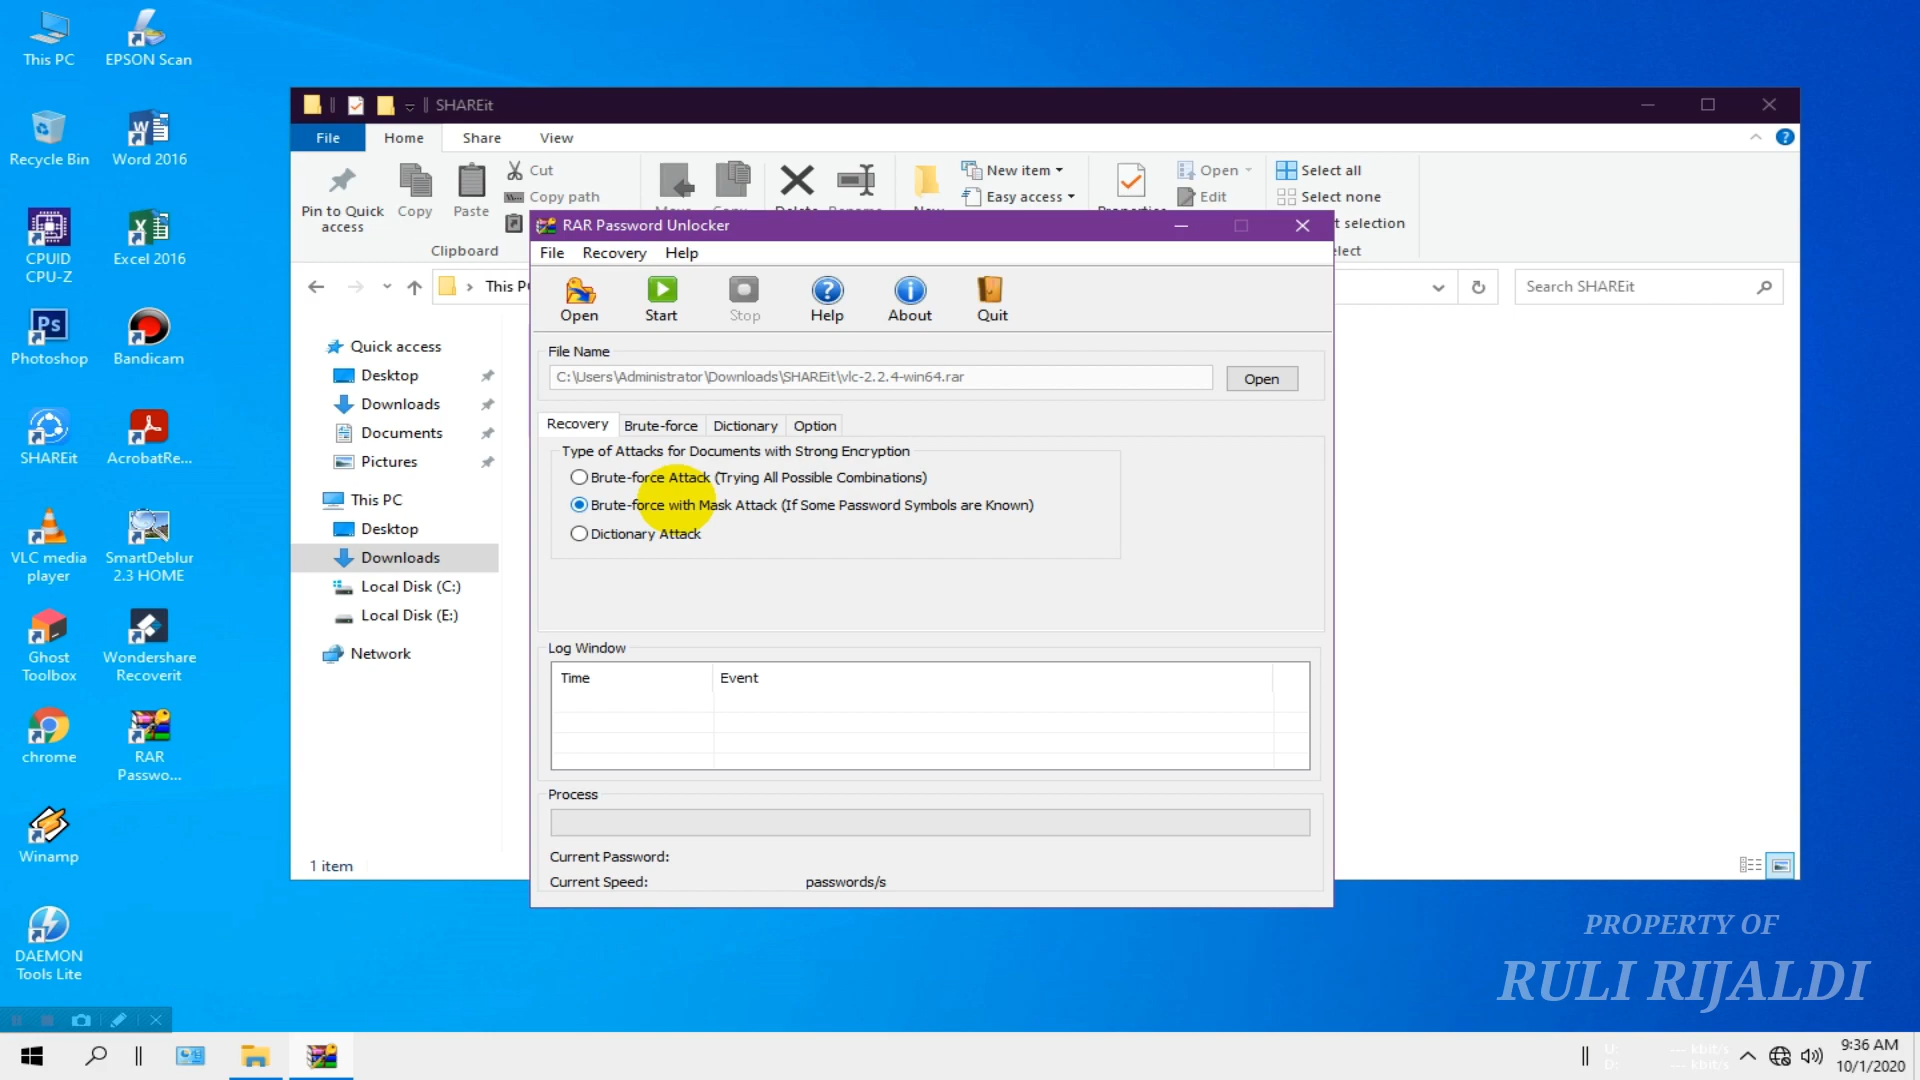 This PC
EPSON Scan
Recycle Bin
Word 2016
CPUID
CPU-Z
Excel 2016
Photoshop
Bandicam
SHAREit
AcrobatRe...
VLC media
player
SmartDeblur
2.3 HOME
Ghost
Toolbox
Wondershare
Recoverit
chrome
RAR
Passwo...
Winamp
DAEMON
Tools Lite
SHAREit
File
Home
Share
View
Pin to Quick
access
Copy
Paste
Cut
Copy path
Clipboard
New item
Easy access
Open
Edit
Select all
Select none
t selection
elect
This P
Search SHAREit
Quick access
Desktop
Downloads
Documents
Pictures
This PC
Desktop
Downloads
Local Disk (C:)
Local Disk (E:)
Network
1 item
RAR Password Unlocker
File Recovery Help
Open Start Stop Help About Quit
File Name
C:\Users\Administrator\Downloads\SHAREit\vlc-2.2.4-win64.rar
Open
Recovery Brute-force Dictionary Option
Type of Attacks for Documents with Strong Encryption
Brute-force Attack (Trying All Possible Combinations)
Brute-force with Mask Attack (If Some Password Symbols are Known)
Dictionary Attack
Log Window
Time Event
Process
Current Password:
Current Speed: passwords/s
PROPERTY OF
RULI RIJALDI
U: --- kbit/s
D: --- kbit/s
9:36 AM
10/1/2020